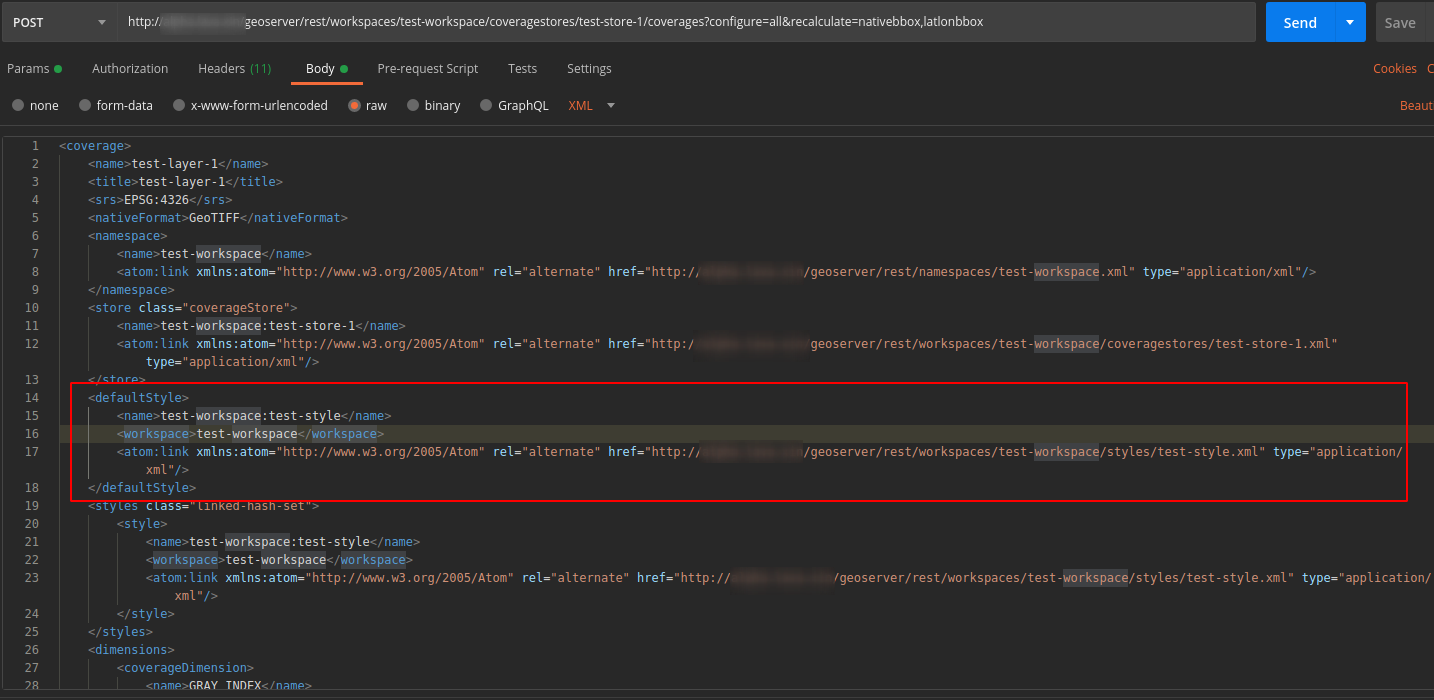 POST http:/ geoserver/rest/workspaces/test-workspace/coveragestores/test-store-1/coverages?configure=all&recalculate=nativebbox,latlonbbox Send Save
Params Authorization Headers (11) Body Pre-request Script Tests Settings Cookies
none form-data x-www-form-urlencoded raw binary GraphQL XML Beaut
1 <coverage>
2 <name>test-layer-1</name>
3 <title>test-layer-1</title>
4 <srs>EPSG:4326</srs>
5 <nativeFormat>GeoTIFF</nativeFormat>
6 <namespace>
7 <name>test-workspace</name>
8 <atom:link xmlns:atom="http://www.w3.org/2005/Atom" rel="alternate" href="http:/ /geoserver/rest/namespaces/test-workspace.xml" type="application/xml"/>
9 </namespace>
10 <store class="coverageStore">
11 <name>test-workspace:test-store-1</name>
12 <atom:link xmlns:atom="http://www.w3.org/2005/Atom" rel="alternate" href="http:/ geoserver/rest/workspaces/test-workspace/coveragestores/test-store-1.xml"
type="application/xml"/>
13 </store>
14 <defaultStyle>
15 <name>test-workspace:test-style</name>
16 <workspace>test-workspace</workspace>
17 <atom:link xmlns:atom="http://www.w3.org/2005/Atom" rel="alternate" href="http:/ /geoserver/rest/workspaces/test-workspace/styles/test-style.xml" type="application/
xml"/>
18 </defaultStyle>
19 <styles class="linked-hash-set">
20 <style>
21 <name>test-workspace:test-style</name>
22 <workspace>test-workspace</workspace>
23 <atom:link xmlns:atom="http://www.w3.org/2005/Atom" rel="alternate" href="http:/ /geoserver/rest/workspaces/test-workspace/styles/test-style.xml" type="application/
xml"/>
24 </style>
25 </styles>
26 <dimensions>
27 <coverageDimension>
28 <name>GRAY_INDEX</name>